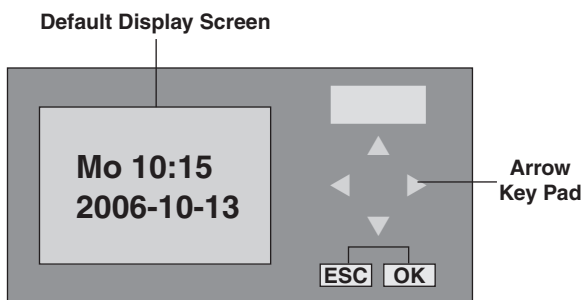 Default Display Screen
Mo 10:15
2006-10-13
Arrow
Key Pad
ESC OK